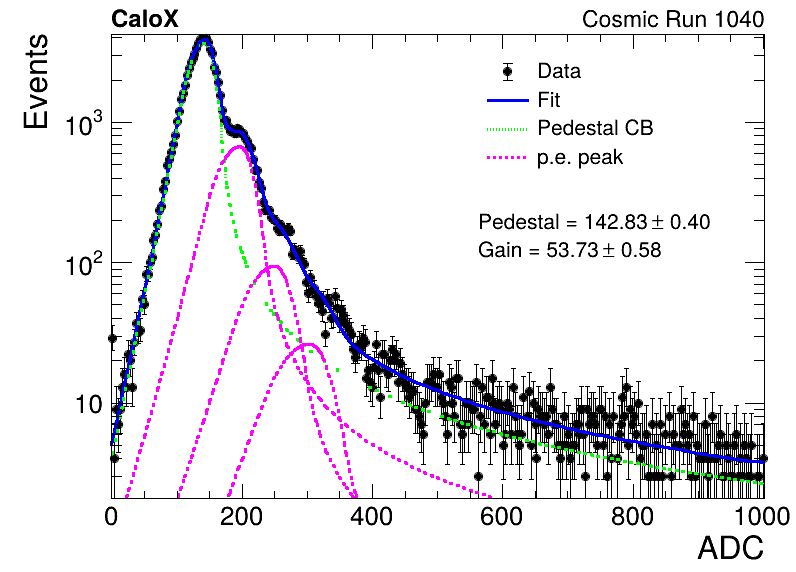 CaloX Cosmic Run 1040
Events
Data
Fit
Pedestal CB
p.e. peak
Pedestal = 142.83 ± 0.40
Gain = 53.73 ± 0.58
10³
10²
10
0 200 400 600 800 1000
ADC